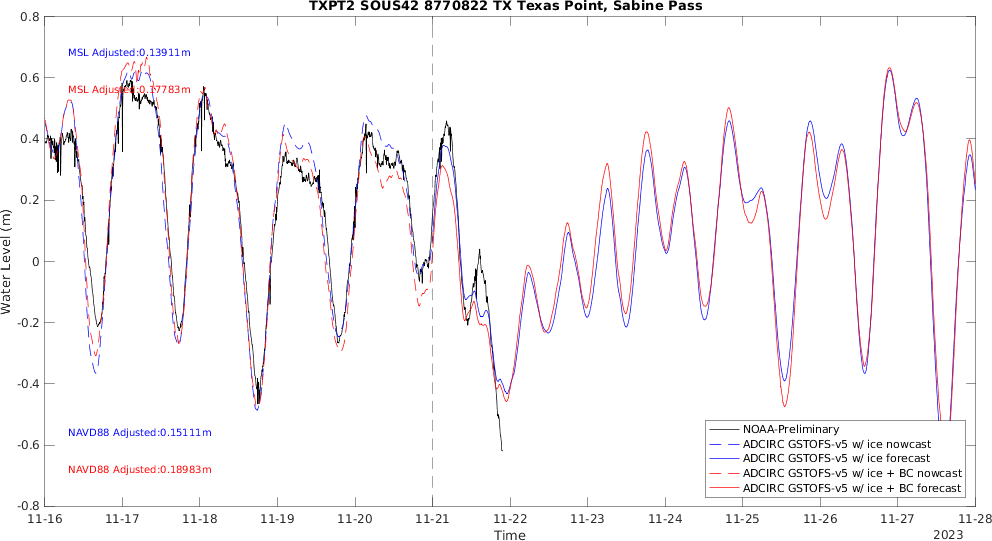 TXPT2 SOUS42 8770822 TX Texas Point, Sabine Pass
0.8
0.6
0.4
0.2
0
-0.2
-0.4
-0.6
-0.8
Water Level (m)
MSL Adjusted:0.13911m
MSL Adjusted:0.17783m
NAVD88 Adjusted:0.15111m
NAVD88 Adjusted:0.18983m
NOAA-Preliminary
ADCIRC GSTOFS-v5 w/ ice nowcast
ADCIRC GSTOFS-v5 w/ ice forecast
ADCIRC GSTOFS-v5 w/ ice + BC nowcast
ADCIRC GSTOFS-v5 w/ ice + BC forecast
11-16 11-17 11-18 11-19 11-20 11-21 11-22 11-23 11-24 11-25 11-26 11-27 11-28
Time
2023